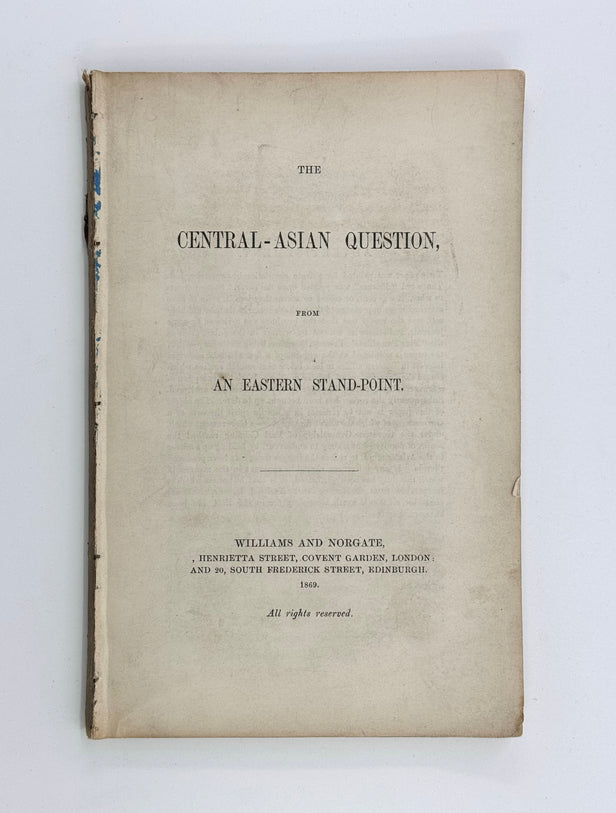 THE
CENTRAL-ASIAN QUESTION,
FROM
AN EASTERN STAND-POINT.
WILLIAMS AND NORGATE,
, HENRIETTA STREET, COVENT GARDEN, LONDON;
AND 20, SOUTH FREDERICK STREET, EDINBURGH.
1869.
All rights reserved.